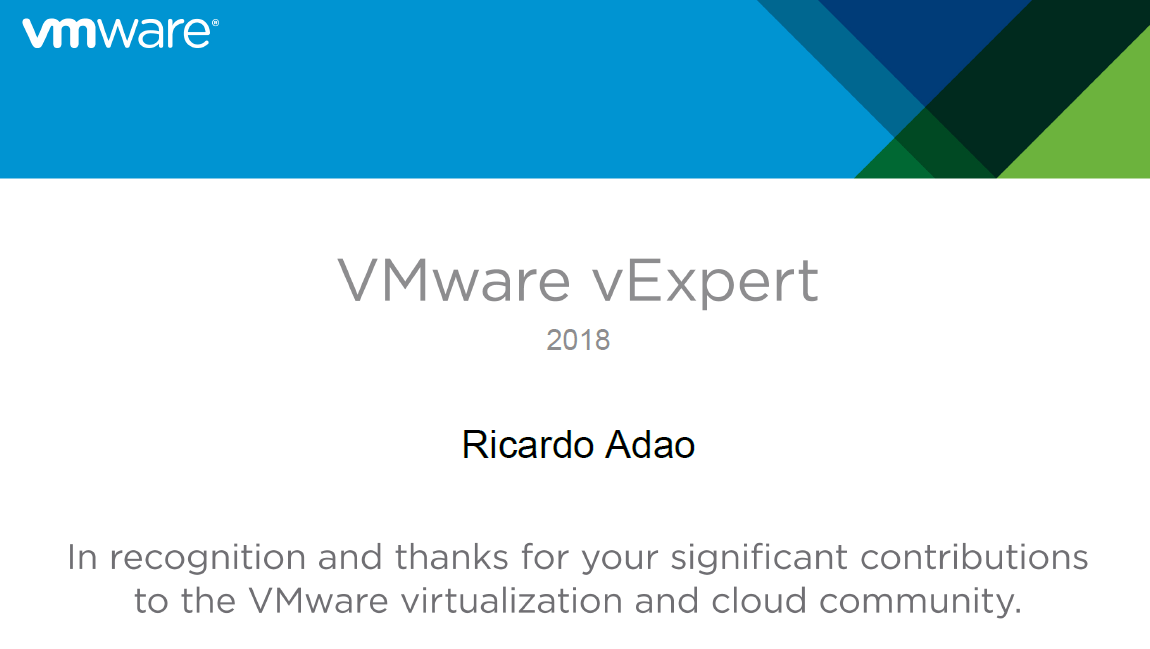 vmware®
VMware vExpert
2018
Ricardo Adao
In recognition and thanks for your significant contributions
to the VMware virtualization and cloud community.